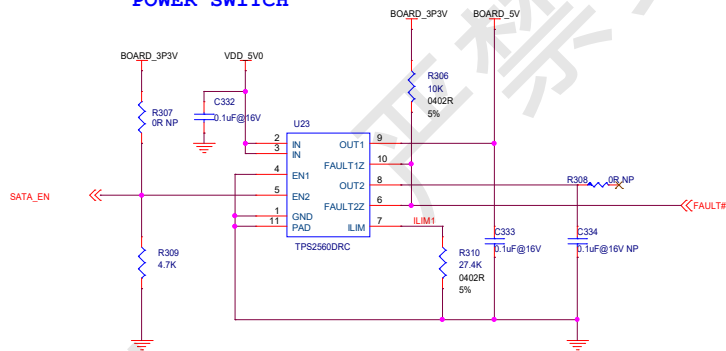 POWER SWITCH
BOARD_3P3V BOARD_5V
BOARD_3P3V VDD_5V0
R306
10K
0402R
5%
R307
0R NP
C332
0.1uF@16V
U23
2 IN OUT1 9
3 IN
FAULT1Z 10
4 EN1
OUT2 8
R308 0R NP
SATA_EN
5 EN2
FAULT2Z 6
FAULT#
1 GND
11 PAD ILIM 7 ILIM1
TPS2560DRC
R309
4.7K
R310
27.4K
0402R
5%
C333
0.1uF@16V
C334
0.1uF@16V NP
严禁